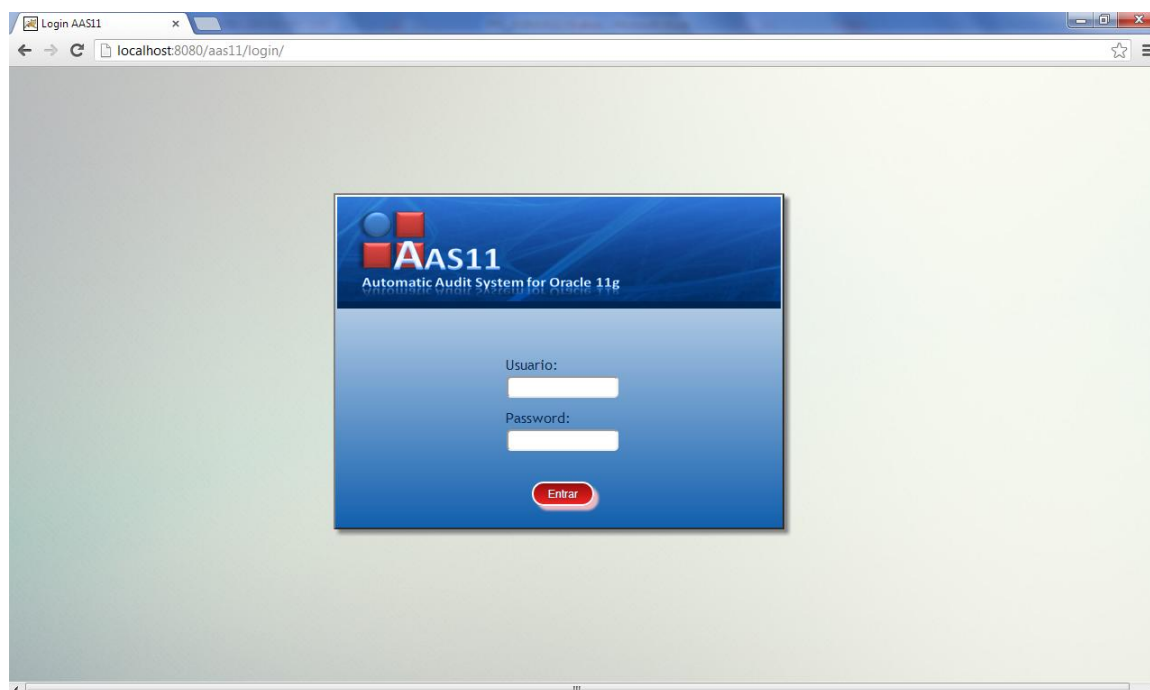 Login AAS11
localhost:8080/aas11/login/
AAS11
Automatic Audit System for Oracle 11g
Usuario:
Password:
Entrar